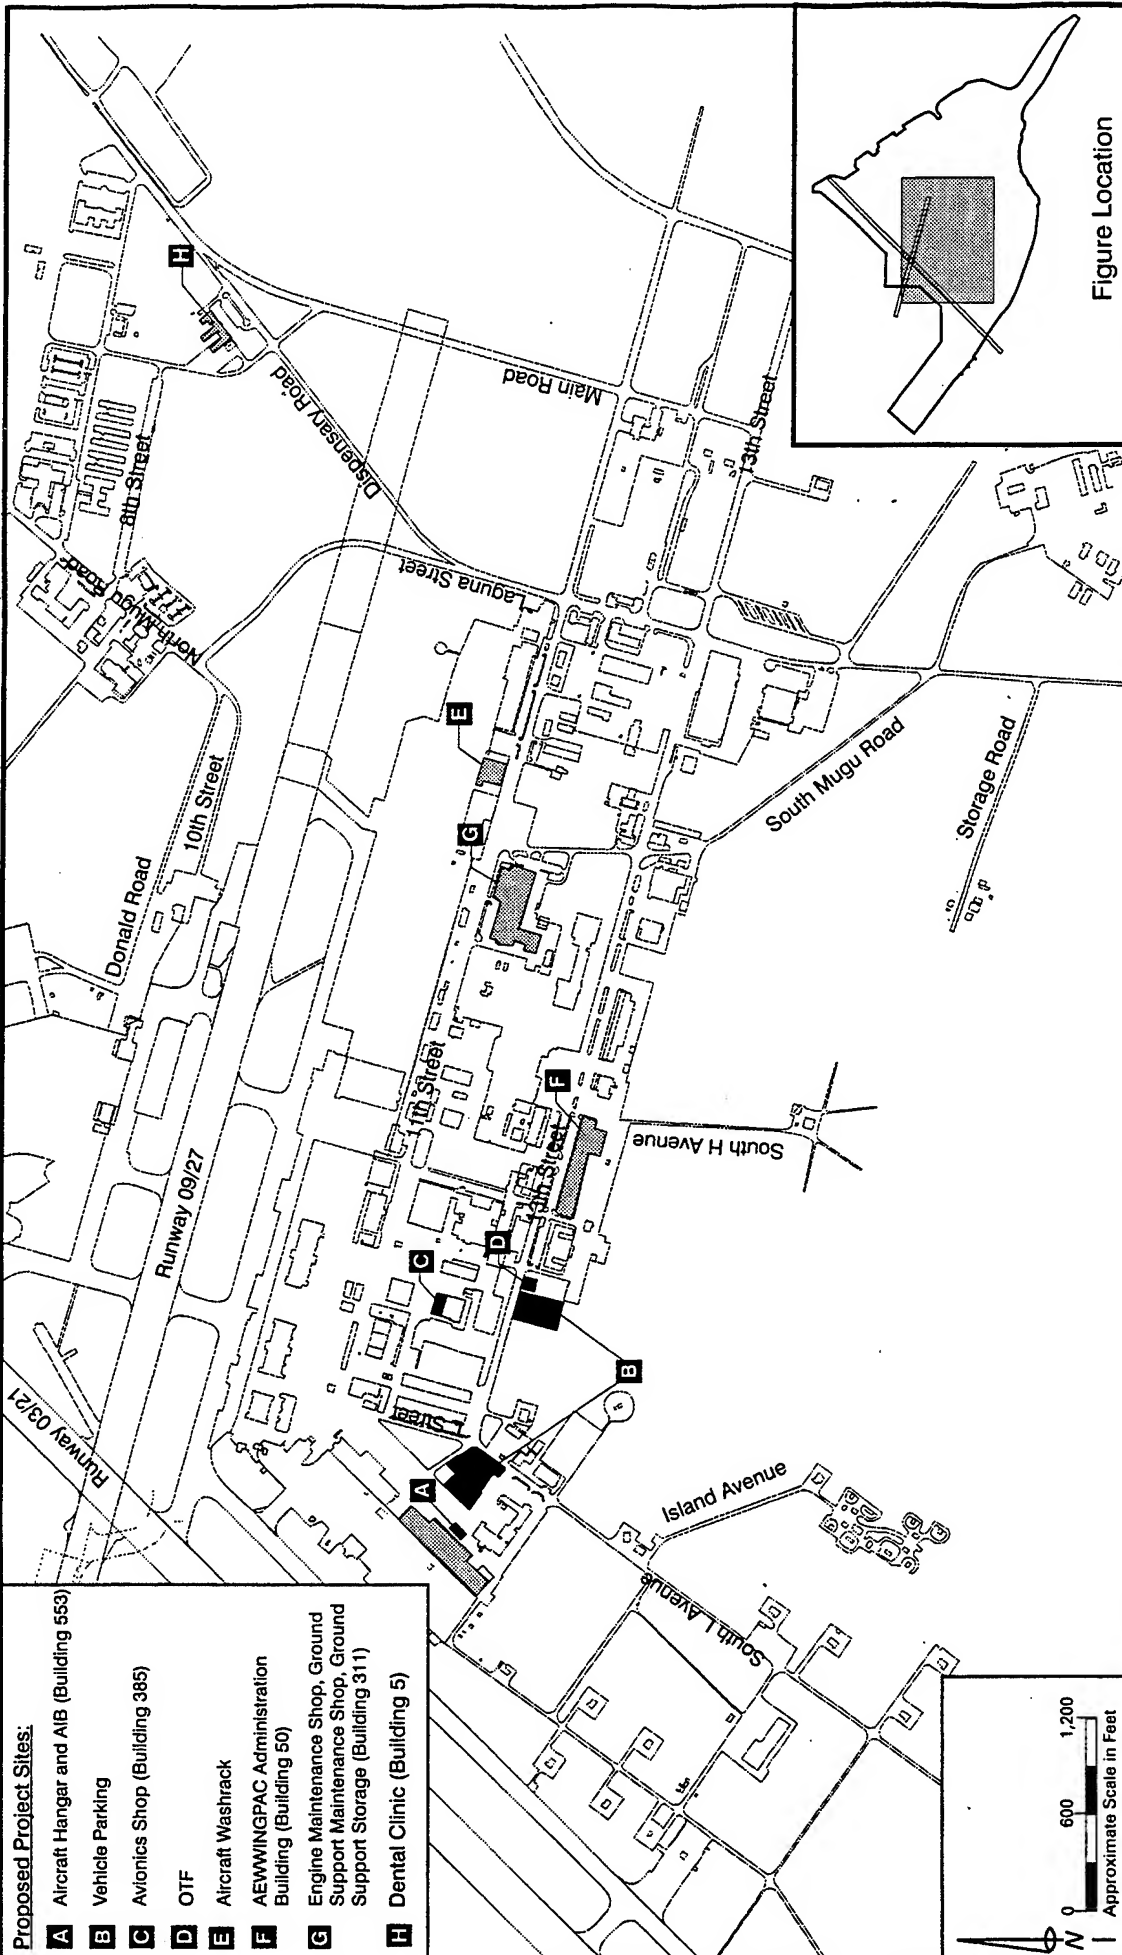 Proposed Project Sites:
A Aircraft Hangar and AIB (Building 553)
B Vehicle Parking
C Avionics Shop (Building 385)
D OTF
E Aircraft Washrack
F AEWWINGPAC Administration
Building (Building 50)
G Engine Maintenance Shop, Ground
Support Maintenance Shop, Ground
Support Storage (Building 311)
H Dental Clinic (Building 5)
Runway 03/21
Runway 09/27
Donald Road
10th Street
North Mugu Road
8th Street
H
Dispensary Road
Main Road
Laguna Street
E
G
11th Street
C
D
F
B
A
L Street
13th Street
South H Avenue
South Mugu Road
Storage Road
13th Street
Island Avenue
South L Avenue
N
0 600 1,200
Approximate Scale in Feet
Figure Location